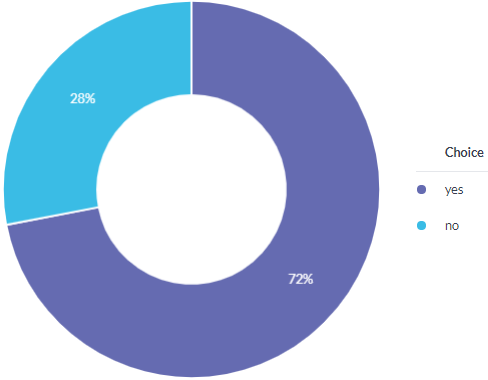 28%
72%
Choice
yes
no